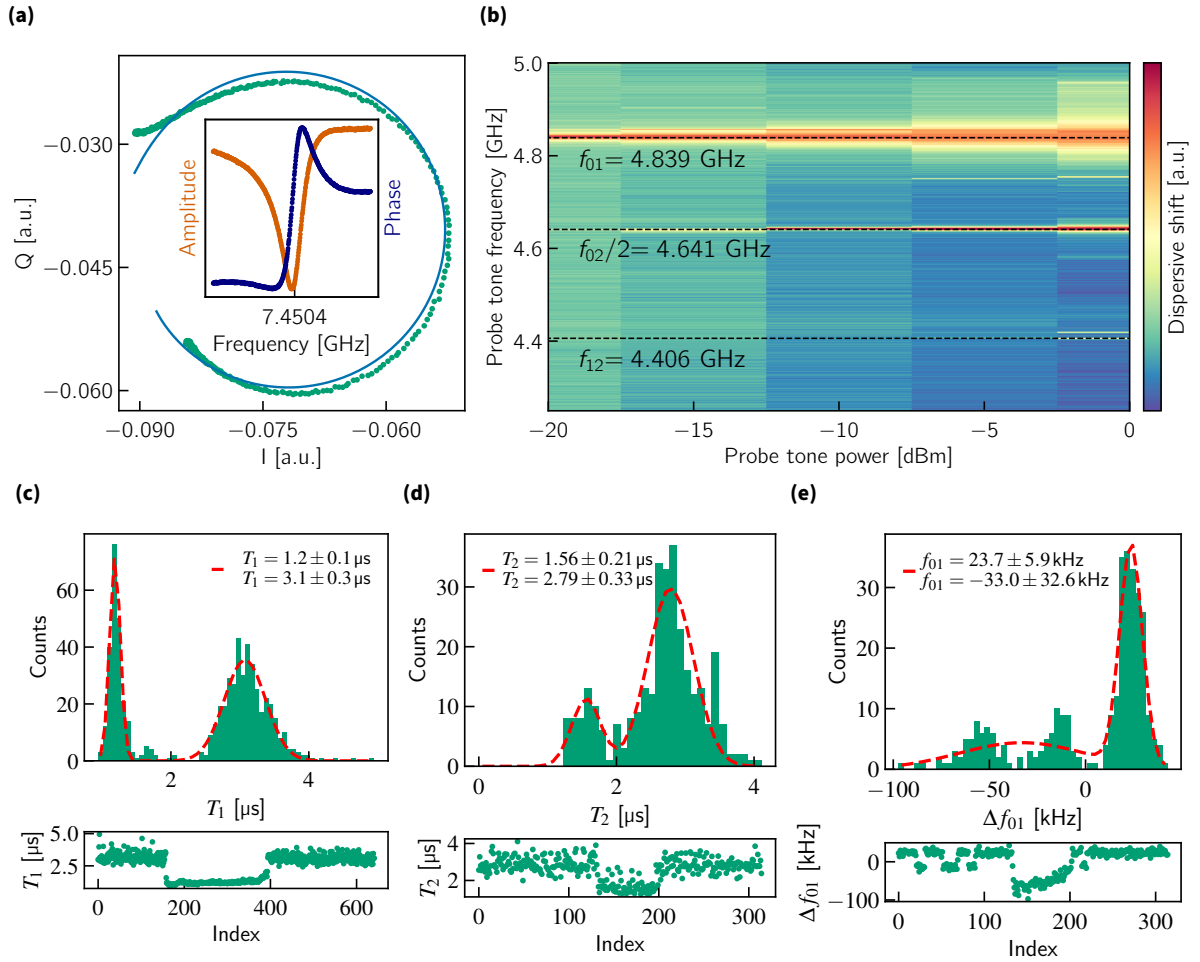 (a)
(b)
−0.030
−0.045
−0.060
Q [a.u.]
−0.090
−0.075
−0.060
I [a.u.]
Amplitude
Phase
7.4504
Frequency [GHz]
5.0
4.8
4.6
4.4
Probe tone frequency [GHz]
f01= 4.839 GHz
f02/2= 4.641 GHz
f12= 4.406 GHz
−20
−15
−10
−5
0
Probe tone power [dBm]
Dispersive shift [a.u.]
(c)
(d)
(e)
60
40
20
0
Counts
T1 = 1.2 ± 0.1 µs
T1 = 3.1 ± 0.3 µs
2
4
T1 [µs]
5.0
2.5
T1 [µs]
0
200
400
600
Index
30
20
10
0
Counts
T2 = 1.56 ± 0.21 µs
T2 = 2.79 ± 0.33 µs
0
2
4
T2 [µs]
4
2
T2 [µs]
0
100
200
300
Index
30
20
10
0
Counts
f01 = 23.7 ± 5.9 kHz
f01 = −33.0 ± 32.6 kHz
−100
−50
0
Δf01 [kHz]
0
−100
Δf01 [kHz]
0
100
200
300
Index